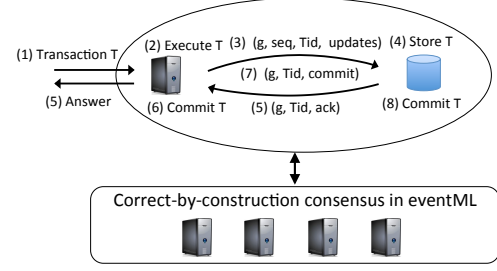 (1) Transaction T
(2) Execute T
(3) (g, seq, Tid, updates)
(4) Store T
(7) (g, Tid, commit)
(5) Answer
(6) Commit T
(5) (g, Tid, ack)
(8) Commit T
Correct-by-construction consensus in eventML